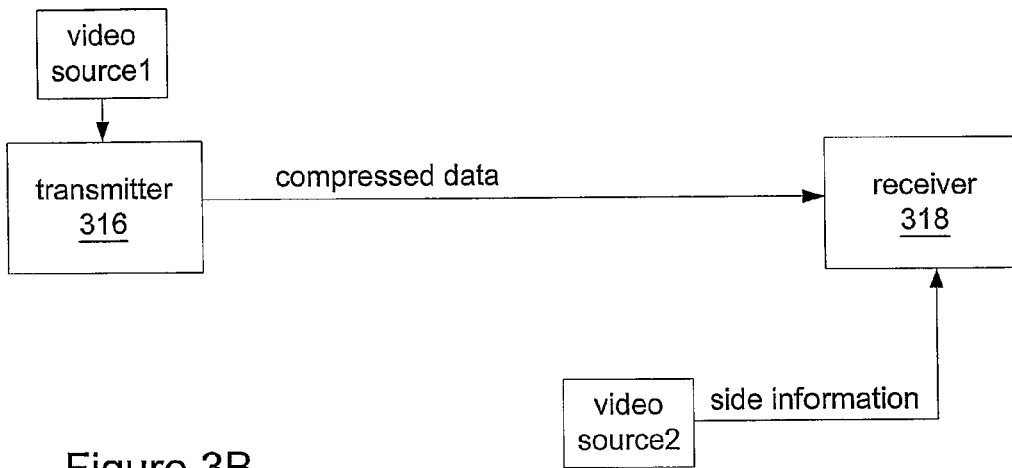 video
source1
transmitter
316
compressed data
receiver
318
video
source2
side information
Figure 3B